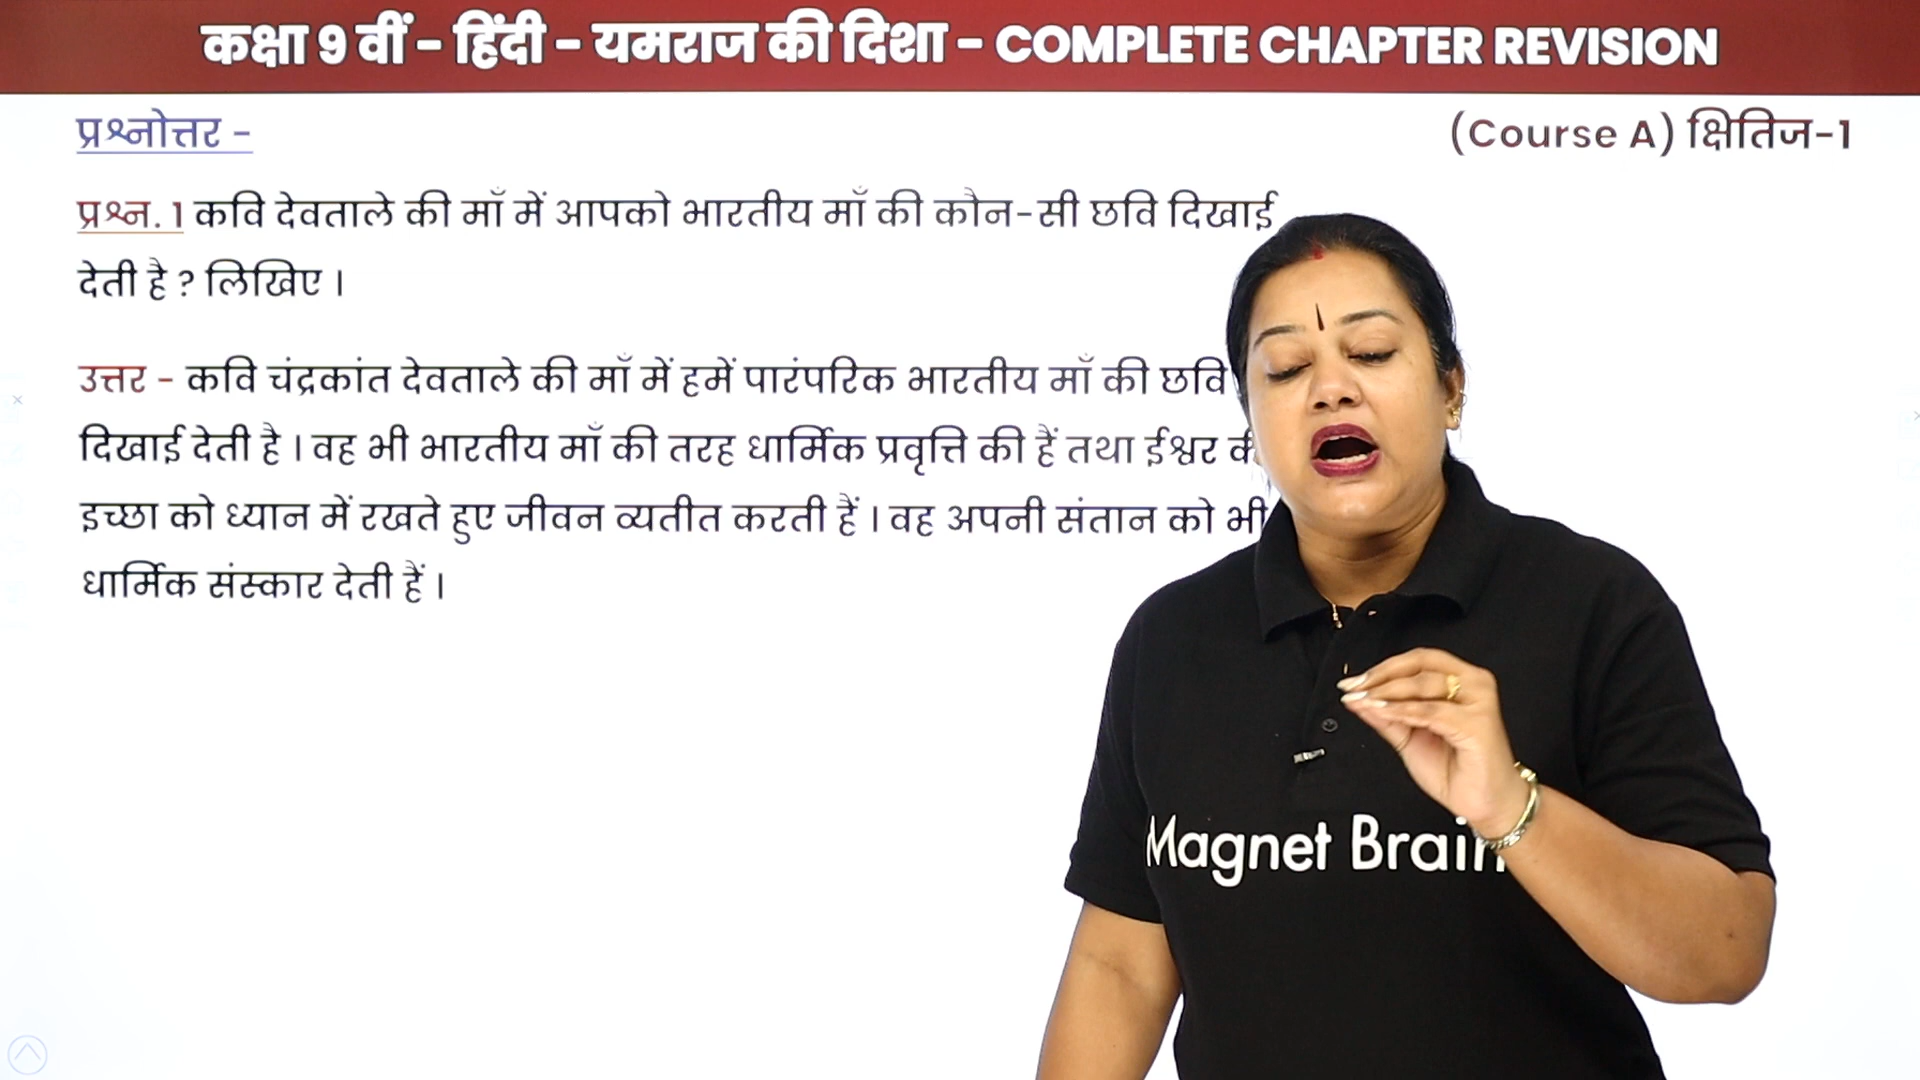 कक्षा 9 वीं - हिंदी - यमराज की दिशा - COMPLETE CHAPTER REVISION
प्रश्नोत्तर -
(Course A) क्षितिज-1
प्रश्न. 1 कवि देवताले की माँ में आपको भारतीय माँ की कौन-सी छवि दिखाई
देती है ? लिखिए ।
उत्तर - कवि चंद्रकांत देवताले की माँ में हमें पारंपरिक भारतीय माँ की छवि
दिखाई देती है । वह भी भारतीय माँ की तरह धार्मिक प्रवृत्ति की हैं तथा ईश्वर
इच्छा को ध्यान में रखते हुए जीवन व्यतीत करती हैं । वह अपनी संतान को भी
धार्मिक संस्कार देती हैं ।
Magnet Brain